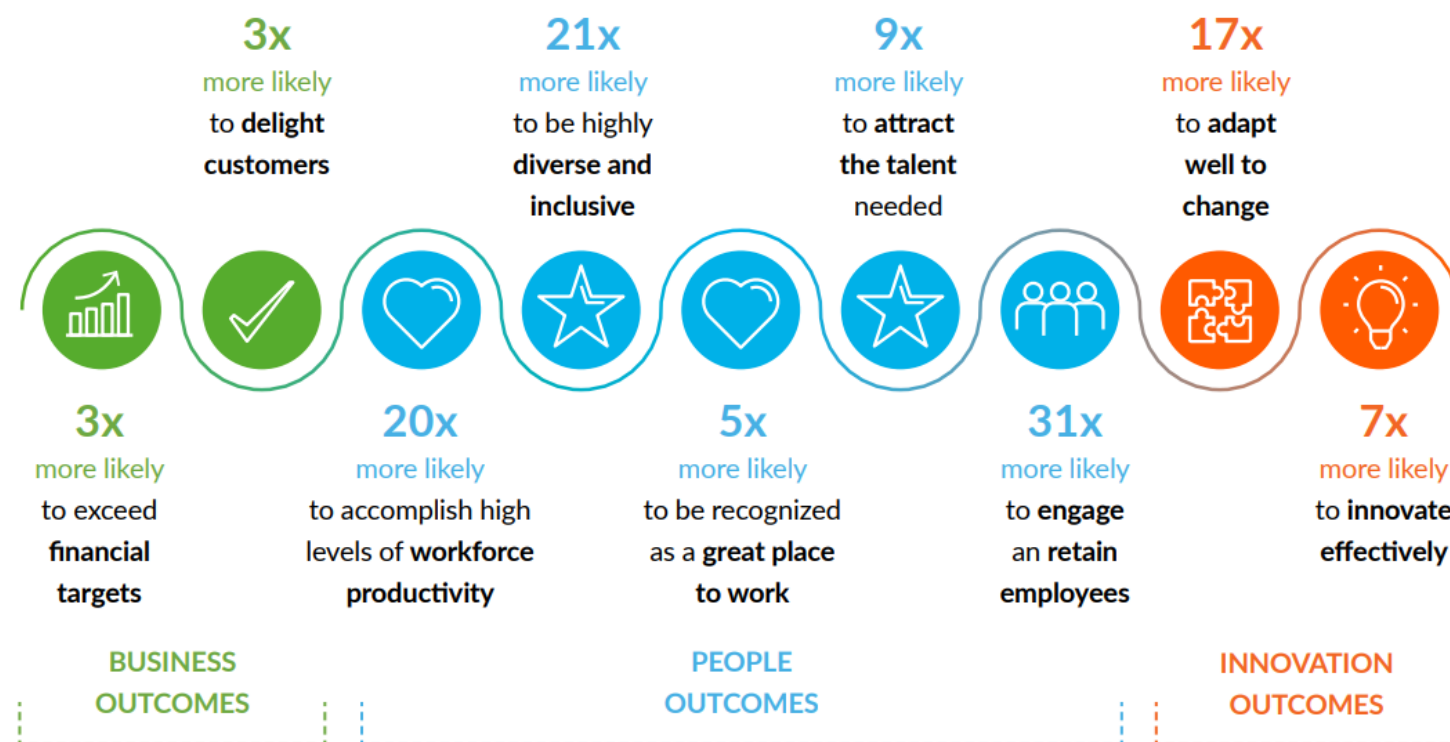 3x
more likely
to delight
customers
21x
more likely
to be highly
diverse and
inclusive
9x
more likely
to attract
the talent
needed
17x
more likely
to adapt
well to
change
3x
more likely
to exceed
financial
targets
20x
more likely
to accomplish high
levels of workforce
productivity
5x
more likely
to be recognized
as a great place
to work
31x
more likely
to engage
an retain
employees
7x
more likely
to innovate
effectively
BUSINESS
OUTCOMES
PEOPLE
OUTCOMES
INNOVATION
OUTCOMES